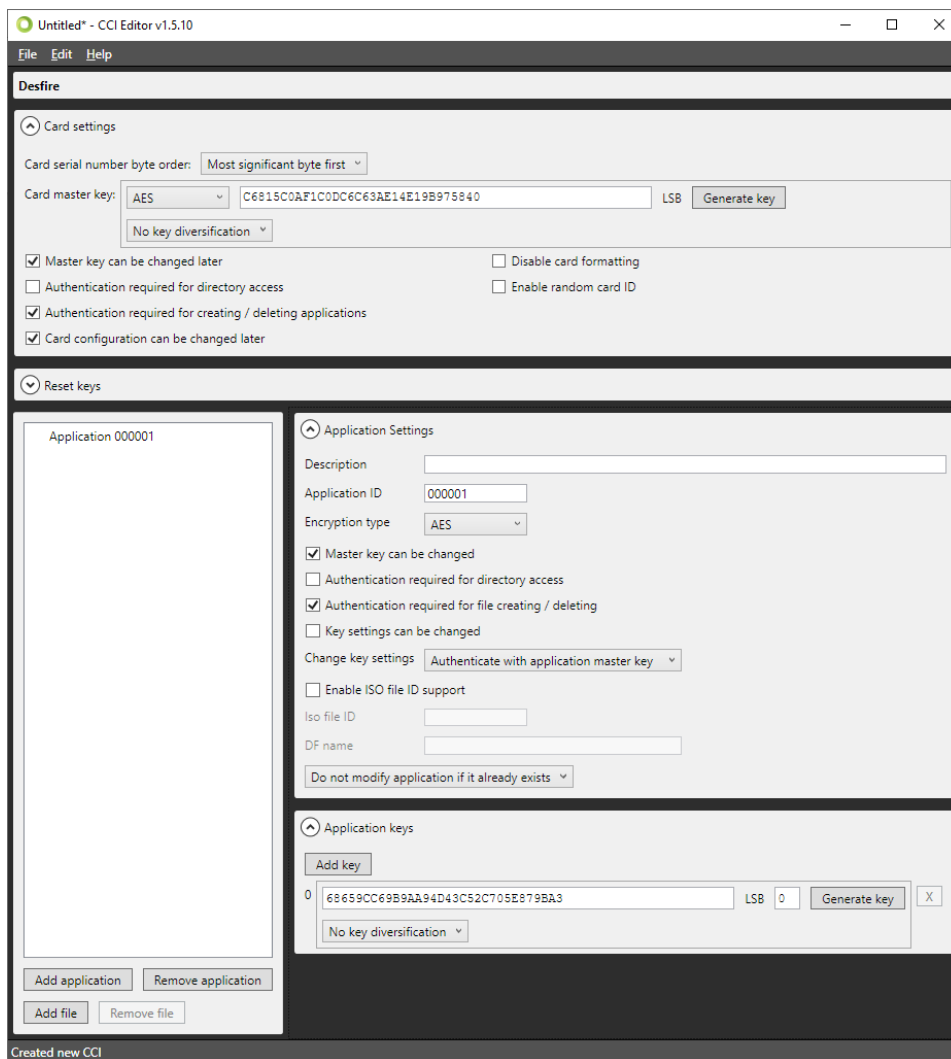 Untitled* - CCI Editor v1.5.10
File Edit Help
Desfire
Card settings
Card serial number byte order: Most significant byte first
Card master key: AES C6815C0AF1C0DC6C63AE14E19B975840 LSB Generate key
No key diversification
Master key can be changed later Disable card formatting
Authentication required for directory access Enable random card ID
Authentication required for creating / deleting applications
Card configuration can be changed later
Reset keys
Application 000001
Application Settings
Description
Application ID 000001
Encryption type AES
Master key can be changed
Authentication required for directory access
Authentication required for file creating / deleting
Key settings can be changed
Change key settings Authenticate with application master key
Enable ISO file ID support
Iso file ID
DF name
Do not modify application if it already exists
Application keys
Add key
0 68659CC69B9AA94D43C52C705E879BA3 LSB 0 Generate key X
No key diversification
Add application Remove application
Add file Remove file
Created new CCI